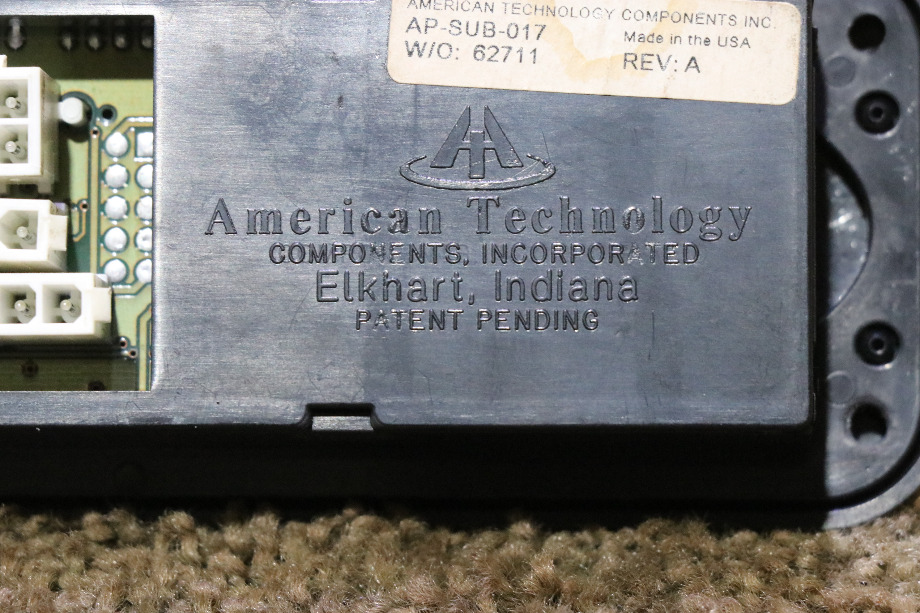 AMERICAN TECHNOLOGY COMPONENTS INC.
AP-SUB-017 Made in the USA
W/O: 62711 REV: A
American Technology
COMPONENTS, INCORPORATED
Elkhart, Indiana
PATENT PENDING